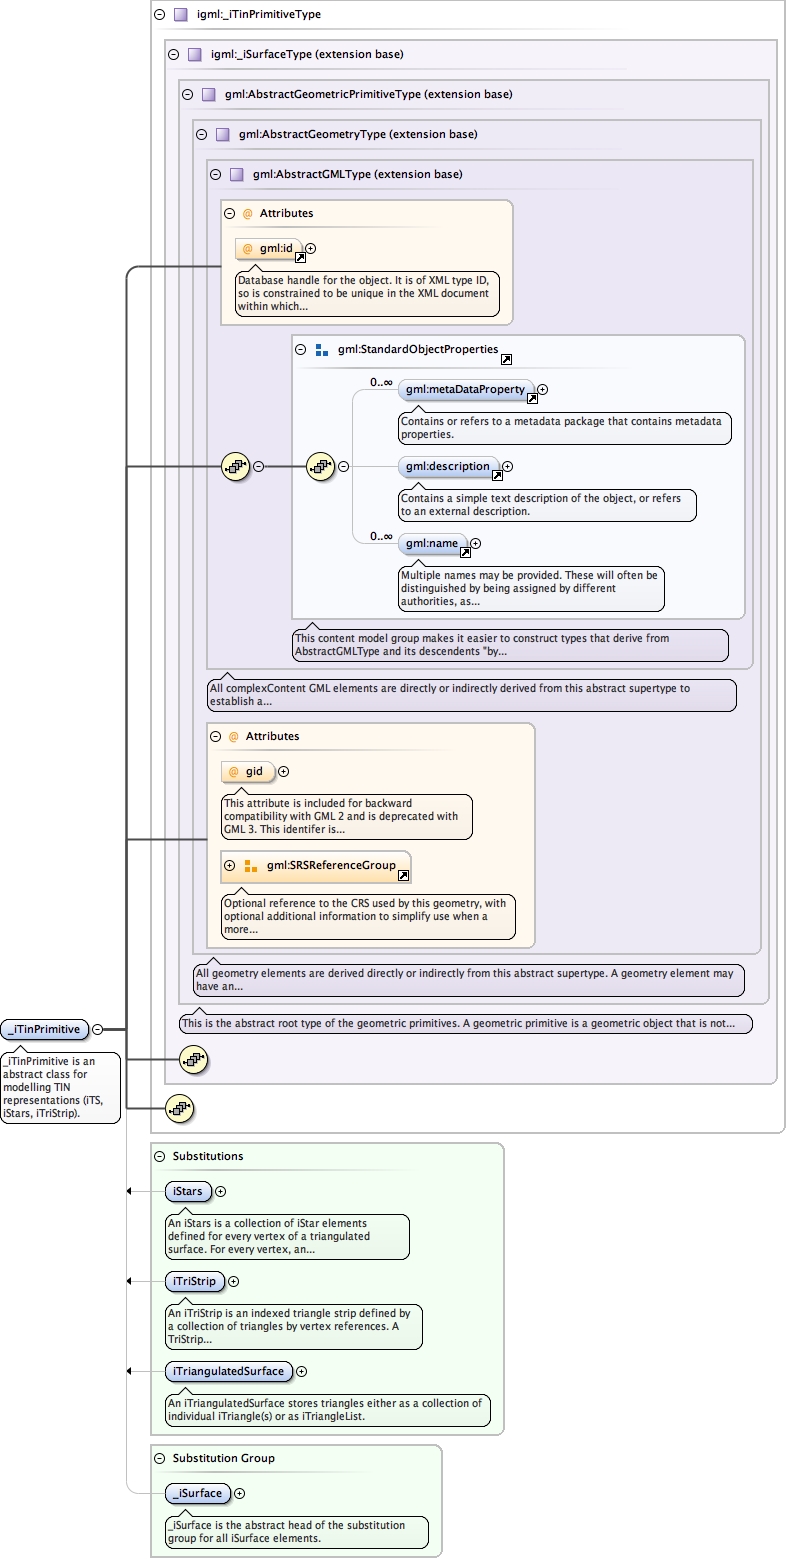 igml:_iTinPrimitiveType
igml:_iSurfaceType (extension base)
gml:AbstractGeometricPrimitiveType (extension base)
gml:AbstractGeometryType (extension base)
gml:AbstractGMLType (extension base)
@ Attributes
@ gml:id
Database handle for the object. It is of XML type ID,
so is constrained to be unique in the XML document
within which...
gml:StandardObjectProperties
0..∞
gml:metaDataProperty
Contains or refers to a metadata package that contains metadata
properties.
gml:description
Contains a simple text description of the object, or refers
to an external description.
0..∞
gml:name
Multiple names may be provided. These will often be
distinguished by being assigned by different
authorities, as...
This content model group makes it easier to construct types that derive from
AbstractGMLType and its descendents "by...
All complexContent GML elements are directly or indirectly derived from this abstract supertype to
establish a...
@ Attributes
@ gid
This attribute is included for backward
compatibility with GML 2 and is deprecated with
GML 3. This identifer is...
gml:SRSReferenceGroup
Optional reference to the CRS used by this geometry, with
optional additional information to simplify use when a
more...
All geometry elements are derived directly or indirectly from this abstract supertype. A geometry element may
have an...
This is the abstract root type of the geometric primitives. A geometric primitive is a geometric object that is not...
_iTinPrimitive
_iTinPrimitive is an
abstract class for
modelling TIN
representations (iTS,
iStars, iTriStrip).
Substitutions
iStars
An iStars is a collection of iStar elements
defined for every vertex of a triangulated
surface. For every vertex, an...
iTriStrip
An iTriStrip is an indexed triangle strip defined by
a collection of triangles by vertex references. A
TriStrip...
iTriangulatedSurface
An iTriangulatedSurface stores triangles either as a collection of
individual iTriangle(s) or as iTriangleList.
Substitution Group
_iSurface
_iSurface is the abstract head of the substitution
group for all iSurface elements.